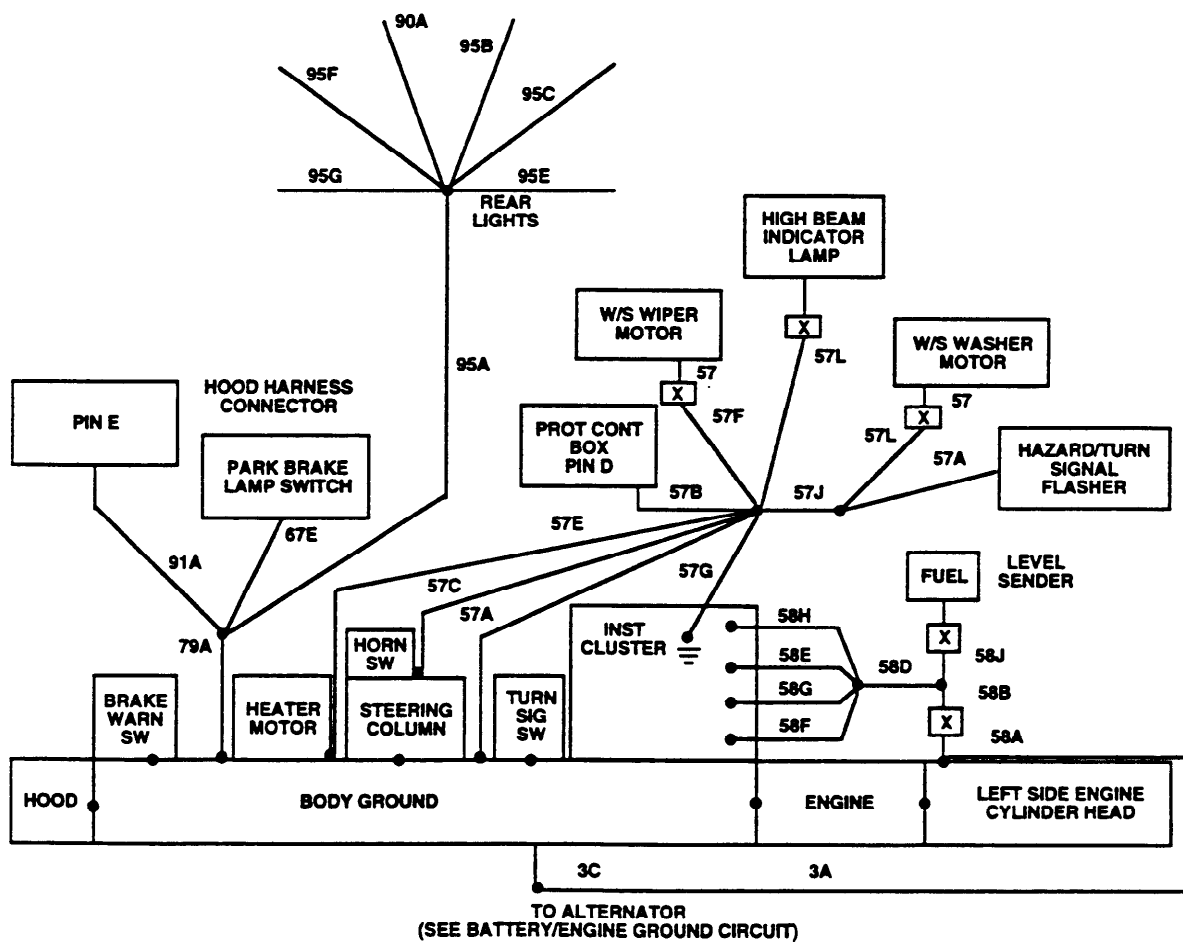 90A
95B
95F
95C
95G
95E
REAR
LIGHTS
HIGH BEAM
INDICATOR
LAMP
W/S WIPER
MOTOR
X
57L
W/S WASHER
MOTOR
95A
57
X
57
X
HOOD HARNESS
CONNECTOR
PIN E
PROT CONT
BOX
PIN D
57F
57L
57A
HAZARD/TURN
SIGNAL
FLASHER
PARK BRAKE
LAMP SWITCH
57B
57J
57E
67E
91A
57C
57G
57A
FUEL
LEVEL
SENDER
79A
HORN
SW
INST
CLUSTER
58H
X
58J
58E
58D
58G
58B
58F
X
58A
BRAKE
WARN
SW
HEATER
MOTOR
STEERING
COLUMN
TURN
SIG
SW
HOOD
BODY GROUND
ENGINE
LEFT SIDE ENGINE
CYLINDER HEAD
3C
3A
TO ALTERNATOR
(SEE BATTERY/ENGINE GROUND CIRCUIT)